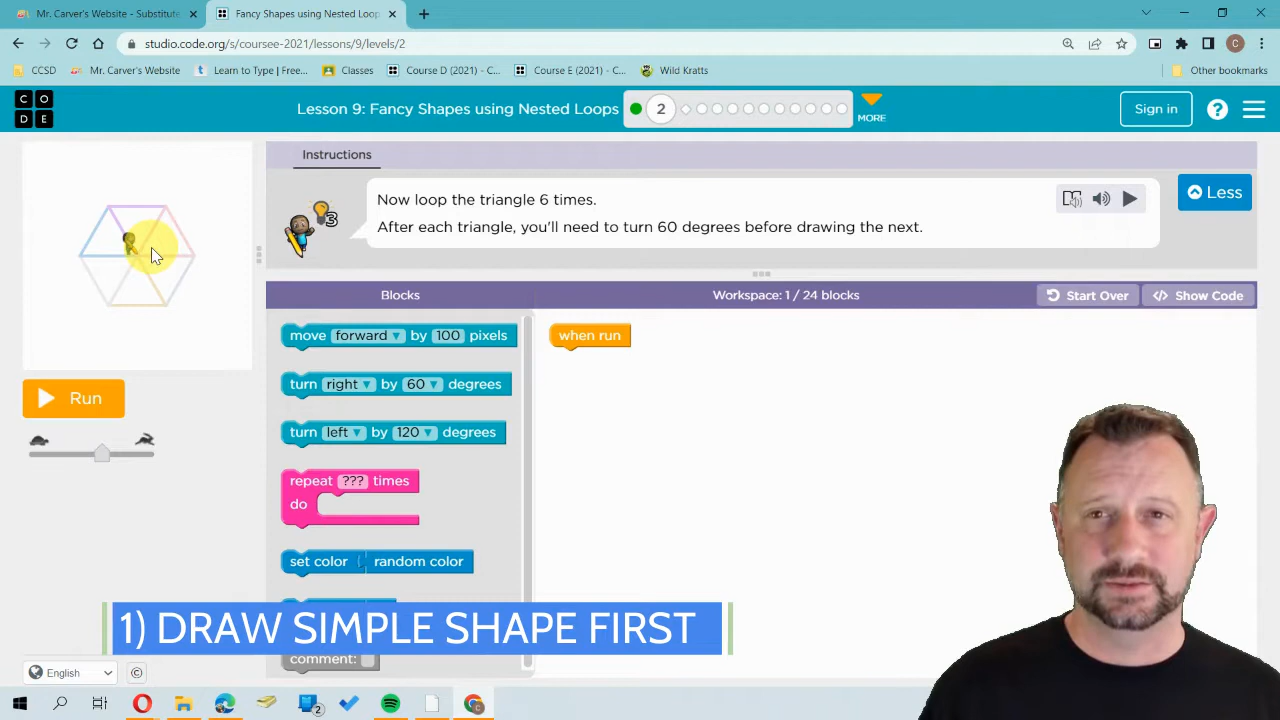 Mr. Carver's Website - Substitute
Fancy Shapes using Nested Loop
studio.code.org/s/coursee-2021/lessons/9/levels/2
C
CCSD
Mr. Carver's Website
Learn to Type | Free...
Classes
Course D (2021) - C...
Course E (2021) - C...
Wild Kratts
Other bookmarks
C O
D E
Lesson 9: Fancy Shapes using Nested Loops
2
MORE
Sign in
?
Instructions
3
Now loop the triangle 6 times.
After each triangle, you'll need to turn 60 degrees before drawing the next.
Less
Blocks
Workspace: 1 / 24 blocks
Start Over
</> Show Code
move forward by 100 pixels
when run
turn right by 60 degrees
Run
turn left by 120 degrees
repeat ??? times
do
set color random color
1) DRAW SIMPLE SHAPE FIRST
comment:
English
©
2